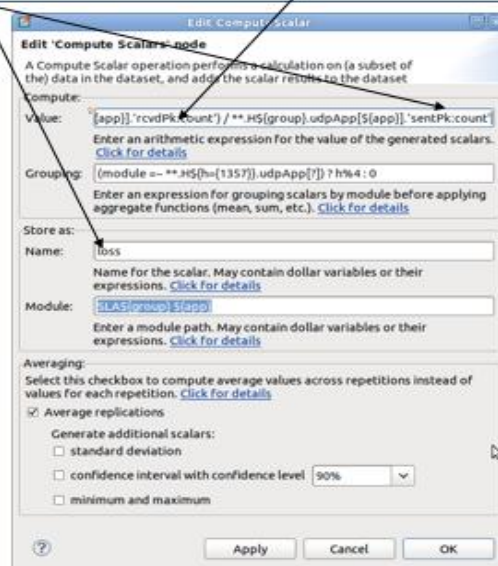 Edit Compute Scalar
Edit 'Compute Scalars' node
A Compute Scalar operation performs a calculation on (a subset of
the) data in the dataset, and adds the scalar results to the dataset
Compute:
Value: {app}].'rcvdPk:count') / **.H${group}.udpApp[${app}].'sentPk:count'
Enter an arithmetic expression for the value of the generated scalars.
Click for details
Grouping: (module =~ **.H${h={1357}}.udpApp[?]) ? h%4 : 0
Enter an expression for grouping scalars by module before applying
aggregate functions (mean, sum, etc.). Click for details
Store as:
Name: loss
Name for the scalar. May contain dollar variables or their
expressions. Click for details
Module:
Enter a module path. May contain dollar variables or their
expressions. Click for details
Averaging:
Select this checkbox to compute average values across repetitions instead of
values for each repetition. Click for details
Average replications
Generate additional scalars:
standard deviation
confidence interval with confidence level 90%
minimum and maximum
Apply Cancel OK